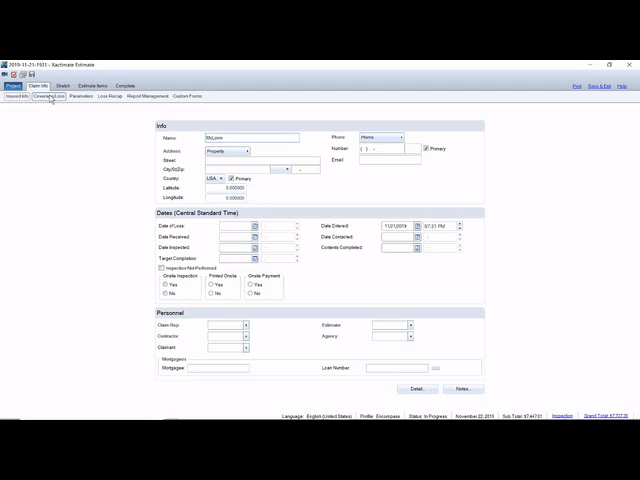 2019-11-21-1931 - Xactimate Estimate
Project Claim Info Sketch Estimate Items Complete
Print Save & Exit Help
Insured Info Coverage/Loss Parameters Loss Recap Report Management Custom Forms
Info
Name: McLovin Phone: Home
Address: Property Number: ( ) - Primary
Street: Email:
City/St/Zip: -
Country: USA Primary
Latitude: 0.000000
Longitude: 0.000000
Dates (Central Standard Time)
Date of Loss: Date Entered: 11/21/2019 07:31 PM
Date Received: Date Contacted:
Date Inspected: Contents Completed:
Target Completion:
Inspection Not Performed
Onsite Inspection Printed Onsite Onsite Payment
Yes Yes Yes
No No No
Personnel
Claim Rep: Estimator:
Contractor: Agency:
Claimant:
Mortgagees
Mortgagee: Loan Number: Add
Detail... Notes...
Language: English (United States) Profile: Encompass Status: In Progress November 22, 2019 Sub Total: $7,447.01 Inspection Grand Total: $7,737.35